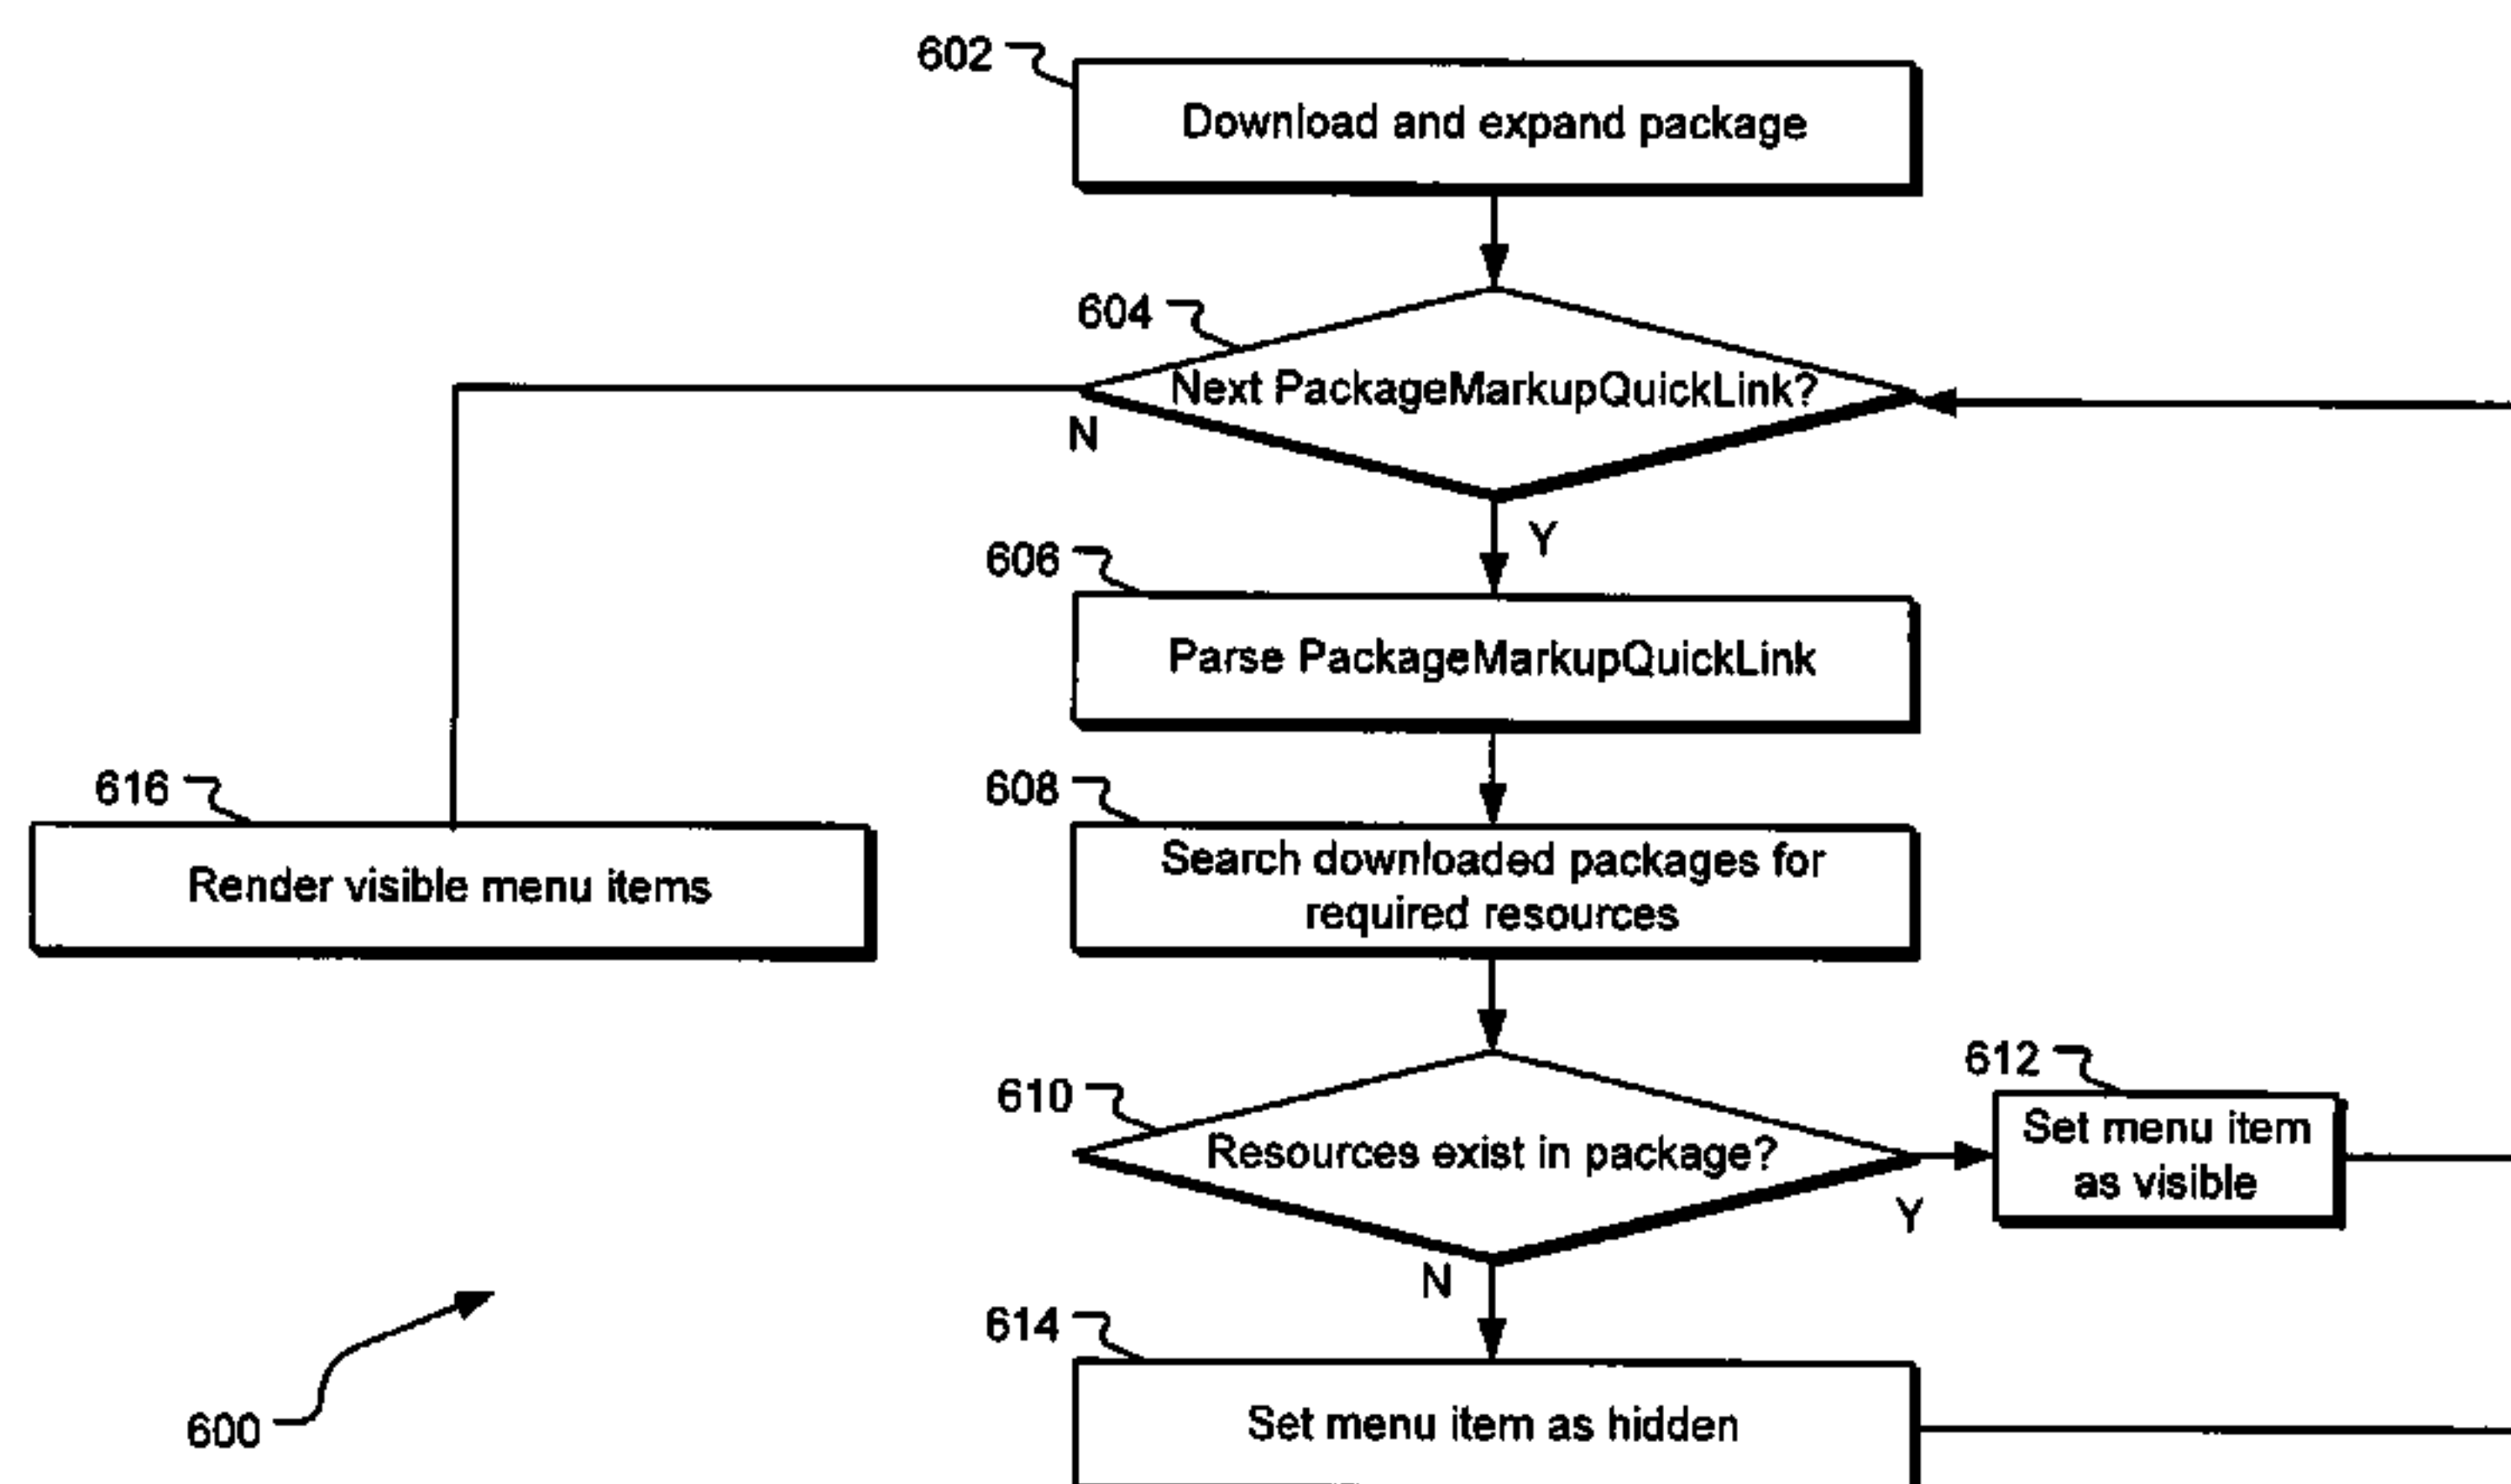 602
Download and expand package
604
Next PackageMarkupQuickLink?
N
Y
606
Parse PackageMarkupQuickLink
616
608
Render visible menu items
Search downloaded packages for
required resources
610
612
Resources exist in package?
Set menu item
as visible
Y
N
614
Set menu item as hidden
600